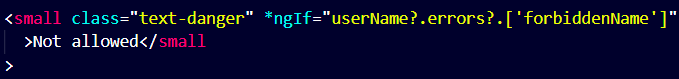 <small class="text-danger" *ngIf="userName?.errors?.['forbiddenName']"
>Not allowed</small
>